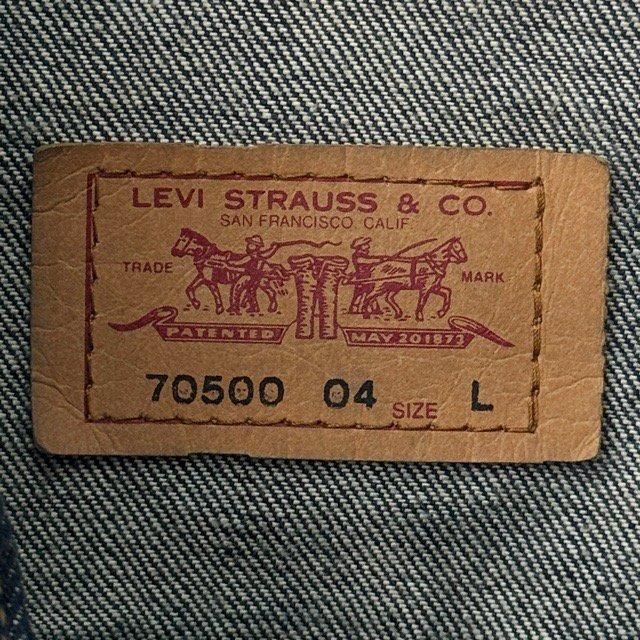 LEVI STRAUSS & CO.
SAN FRANCISCO, CALIF.
TRADE MARK
PATENTED MAY 20 1873
70500 04 SIZE L